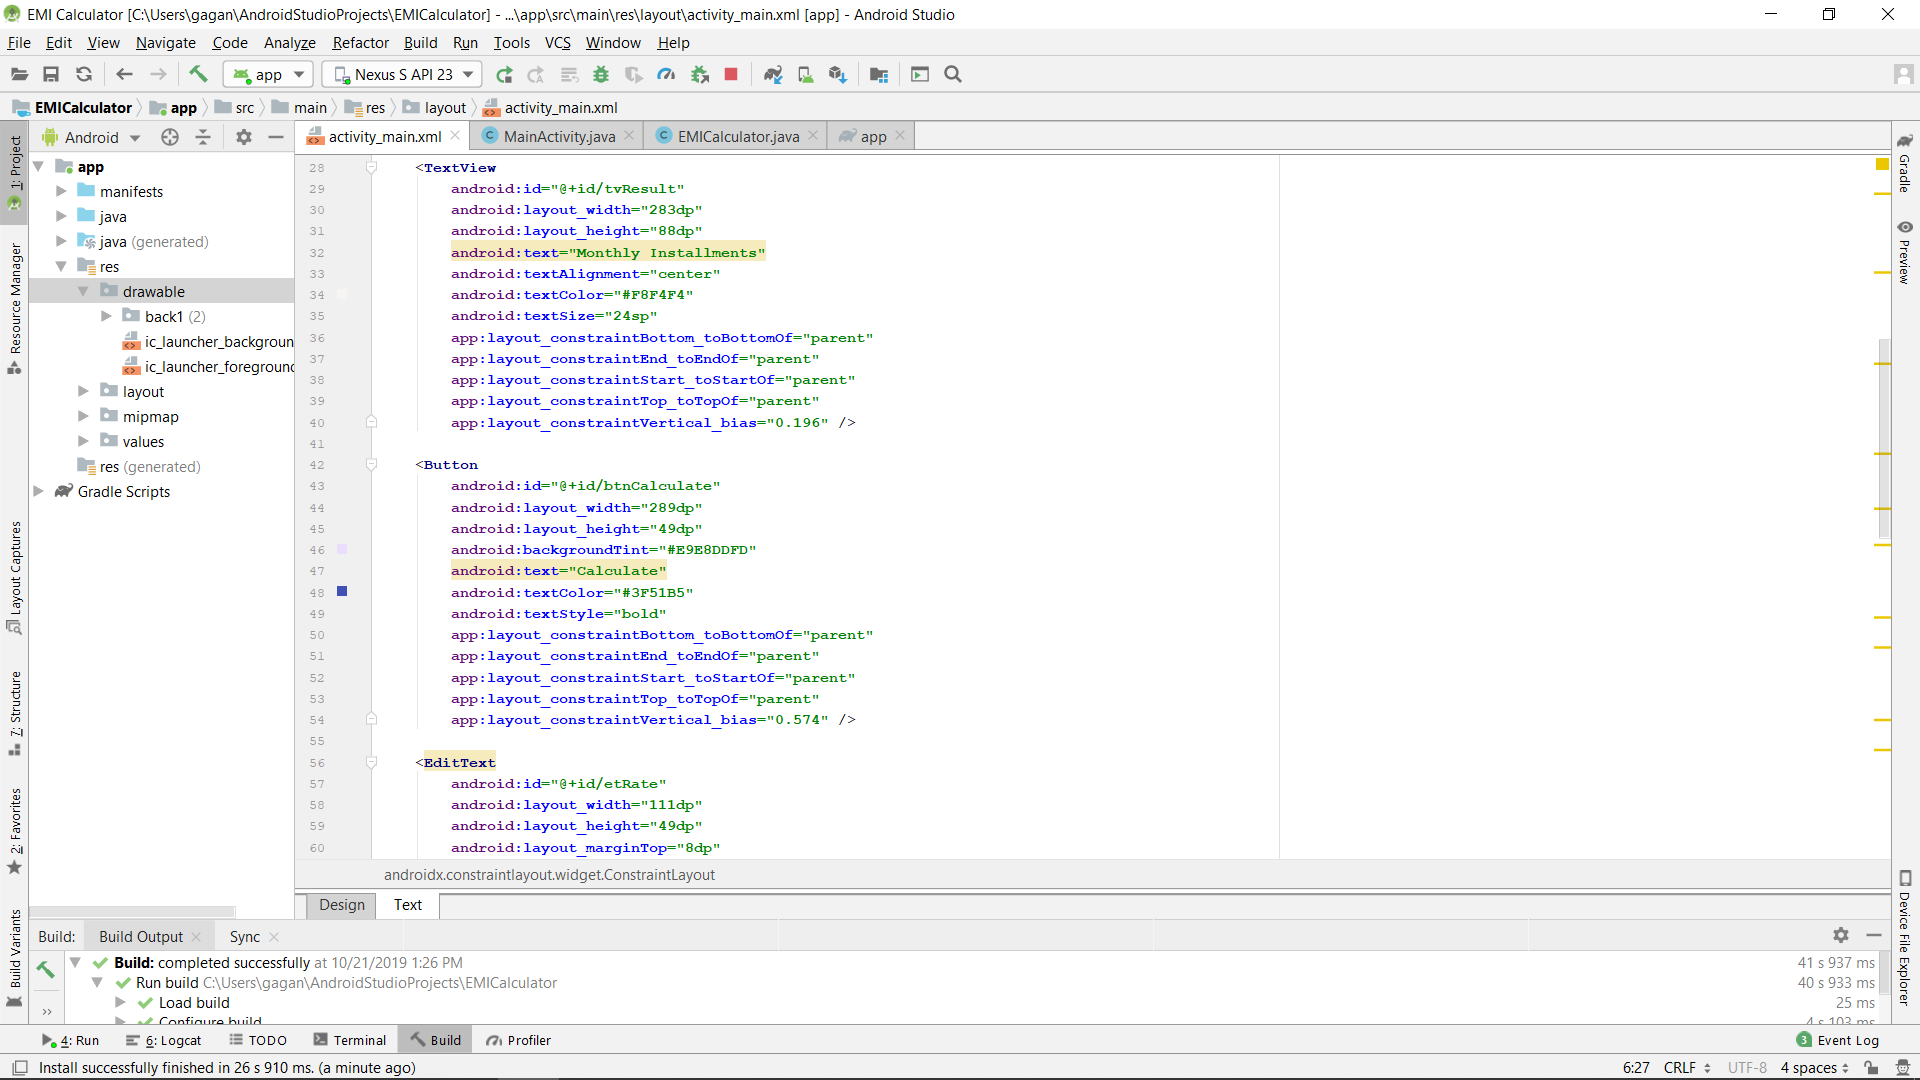 EMI Calculator [C:\Users\gagan\AndroidStudioProjects\EMICalculator] - ...\app\src\main\res\layout\activity_main.xml [app] - Android Studio
File Edit View Navigate Code Analyze Refactor Build Run Tools VCS Window Help
app Nexus S API 23
EMICalculator app src main res layout activity_main.xml
Android
activity_main.xml MainActivity.java EMICalculator.java app
1: Project
Resource Manager
Layout Captures
7: Structure
2: Favorites
Build Variants
app
manifests
java
java (generated)
res
drawable
back1 (2)
ic_launcher_backgroun
ic_launcher_foreground
layout
mipmap
values
res (generated)
Gradle Scripts
28 <TextView
29 android:id="@+id/tvResult"
30 android:layout_width="283dp"
31 android:layout_height="88dp"
32 android:text="Monthly Installments"
33 android:textAlignment="center"
34 android:textColor="#F8F4F4"
35 android:textSize="24sp"
36 app:layout_constraintBottom_toBottomOf="parent"
37 app:layout_constraintEnd_toEndOf="parent"
38 app:layout_constraintStart_toStartOf="parent"
39 app:layout_constraintTop_toTopOf="parent"
40 app:layout_constraintVertical_bias="0.196" />
41
42 <Button
43 android:id="@+id/btnCalculate"
44 android:layout_width="289dp"
45 android:layout_height="49dp"
46 android:backgroundTint="#E9E8DDFD"
47 android:text="Calculate"
48 android:textColor="#3F51B5"
49 android:textStyle="bold"
50 app:layout_constraintBottom_toBottomOf="parent"
51 app:layout_constraintEnd_toEndOf="parent"
52 app:layout_constraintStart_toStartOf="parent"
53 app:layout_constraintTop_toTopOf="parent"
54 app:layout_constraintVertical_bias="0.574" />
55
56 <EditText
57 android:id="@+id/etRate"
58 android:layout_width="111dp"
59 android:layout_height="49dp"
60 android:layout_marginTop="8dp"
androidx.constraintlayout.widget.ConstraintLayout
Design Text
Gradle
Preview
Device File Explorer
Build: Build Output Sync
Build: completed successfully at 10/21/2019 1:26 PM 41 s 937 ms
Run build C:\Users\gagan\AndroidStudioProjects\EMICalculator 40 s 933 ms
Load build 25 ms
Configure build 4 s 103 ms
4: Run 6: Logcat TODO Terminal Build Profiler 3 Event Log
Install successfully finished in 26 s 910 ms. (a minute ago) 6:27 CRLF UTF-8 4 spaces